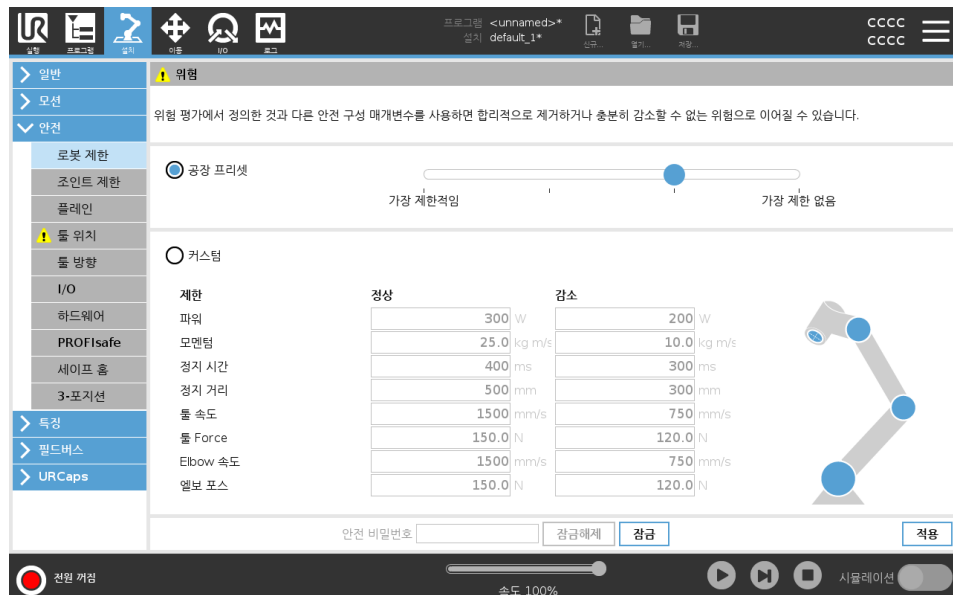 프로그램 <unnamed>*
설치 default_1*
CCCC
CCCC
실행 프로그램 설치 이동 I/O 로그 신규... 열기... 저장...
일반
모션
안전
로봇 제한
조인트 제한
플레인
툴 위치
툴 방향
I/O
하드웨어
PROFIsafe
세이프 홈
3-포지션
특징
필드버스
URCaps
위험
위험 평가에서 정의한 것과 다른 안전 구성 매개변수를 사용하면 합리적으로 제거하거나 충분히 감소할 수 없는 위험으로 이어질 수 있습니다.
공장 프리셋
가장 제한적임 가장 제한 없음
커스텀
제한 정상 감소
파워 300 W 200 W
모멘텀 25.0 kg m/s 10.0 kg m/s
정지 시간 400 ms 300 ms
정지 거리 500 mm 300 mm
툴 속도 1500 mm/s 750 mm/s
툴 Force 150.0 N 120.0 N
Elbow 속도 1500 mm/s 750 mm/s
엘보 포스 150.0 N 120.0 N
안전 비밀번호 잠금해제 잠금 적용
전원 꺼짐
속도 100%
시뮬레이션